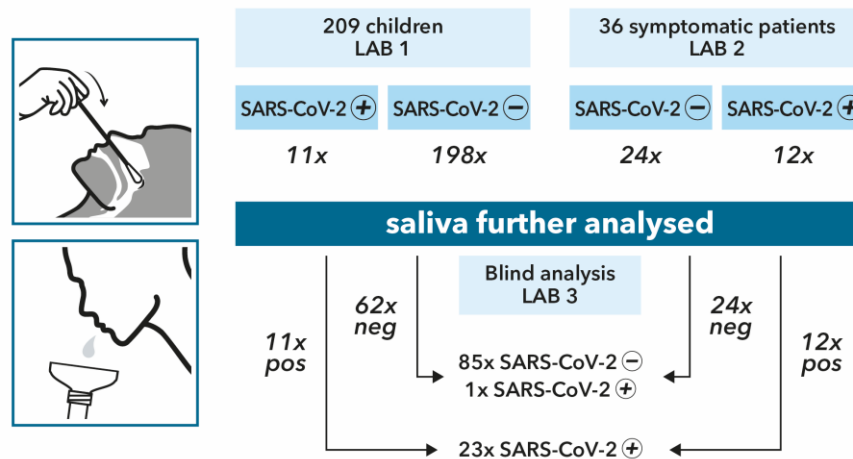 209 children
LAB 1
36 symptomatic patients
LAB 2
SARS-CoV-2 +
SARS-CoV-2 −
SARS-CoV-2 −
SARS-CoV-2 +
11x
198x
24x
12x
saliva further analysed
Blind analysis
LAB 3
11x
pos
62x
neg
24x
neg
12x
pos
85x SARS-CoV-2 −
1x SARS-CoV-2 +
23x SARS-CoV-2 +